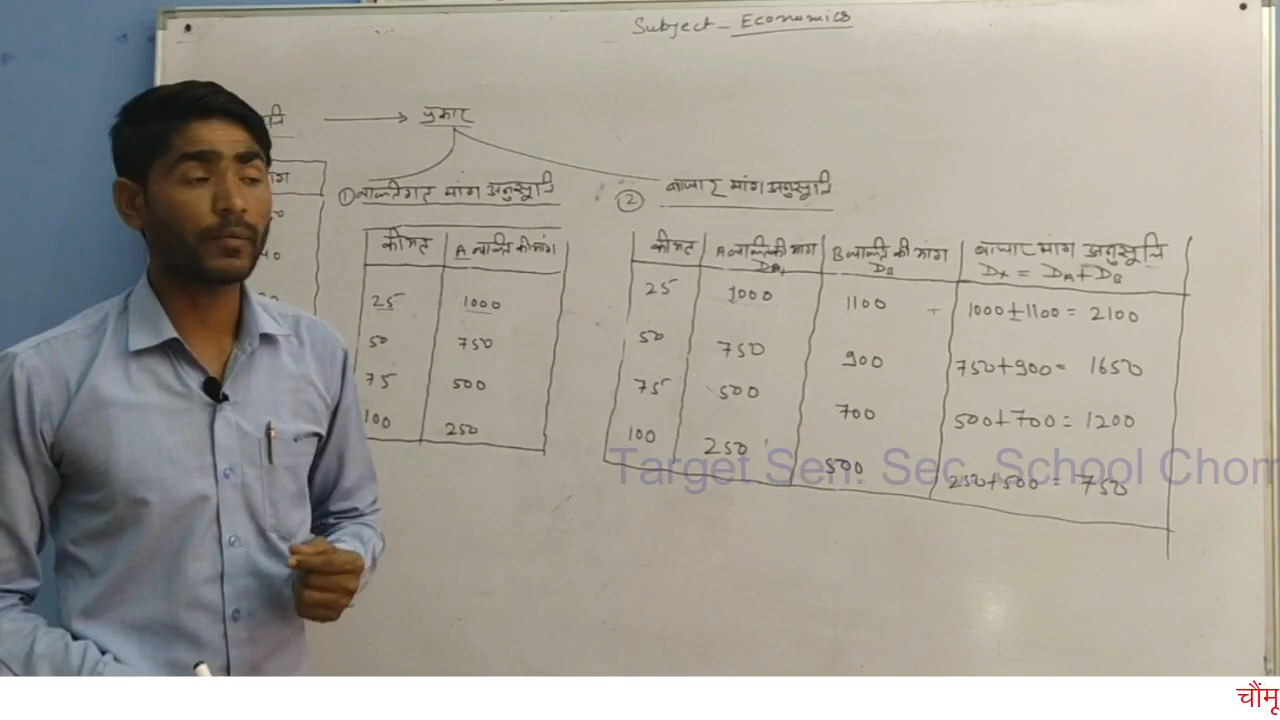 Subject - Economics
→ प्रकार
① व्यक्तिगत मांग अनुसूचि
② बाजार मांग अनुसूचि
कीमत A व्यक्ति की मांग
25 1000
50 750
75 500
100 250
कीमत A व्यक्ति की मांग B व्यक्ति की मांग बाजार मांग अनुसूचि
DA DB Dx = DA + DB
25 1000 1100 + 1000+1100 = 2100
50 750 900 750+900 = 1650
75 500 700 500+700 = 1200
100 250 500 250+500 = 750
Target Sen. Sec. School Chom
चौंमू